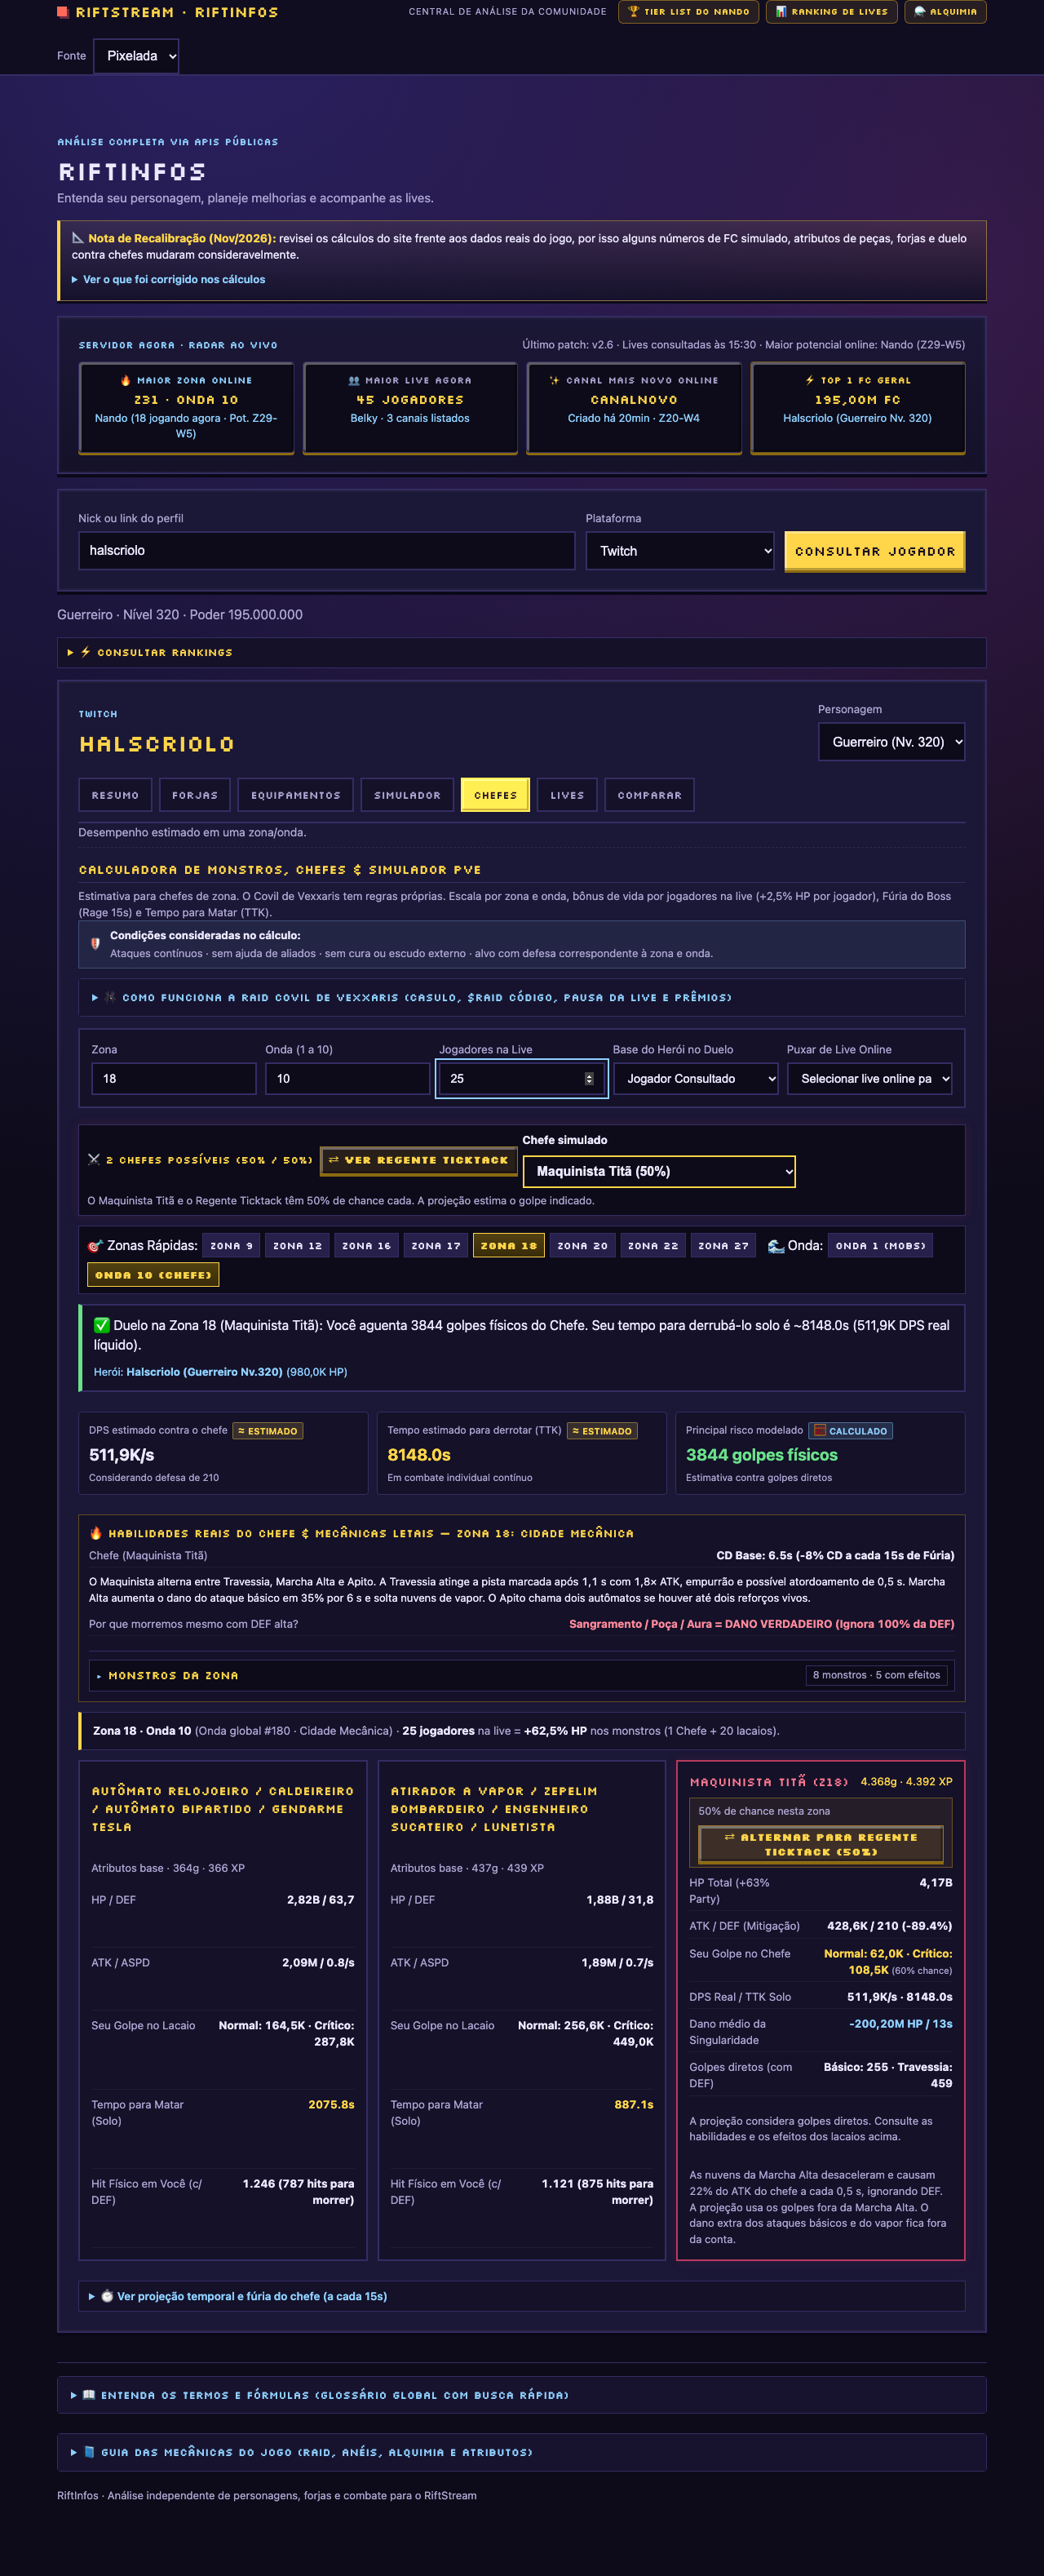 RIFTSTREAM · RIFTINFOS
CENTRAL DE ANÁLISE DA COMUNIDADE
🏆 TIER LIST DO NANDO
📊 RANKING DE LIVES
ALQUIMIA
Fonte
Pixelada
ANÁLISE COMPLETA VIA APIS PÚBLICAS
RIFTINFOS
Entenda seu personagem, planeje melhorias e acompanhe as lives.
📐 Nota de Recalibração (Nov/2026): revisei os cálculos do site frente aos dados reais do jogo, por isso alguns números de FC simulado, atributos de peças, forjas e duelo
contra chefes mudaram consideravelmente.
▶ Ver o que foi corrigido nos cálculos
SERVIDOR AGORA · RADAR AO VIVO
Último patch: v2.6 · Lives consultadas às 15:30 · Maior potencial online: Nando (Z29-W5)
🔥 MAIOR ZONA ONLINE
Z31 · ONDA 10
Nando (18 jogando agora · Pot. Z29-
W5)
👥 MAIOR LIVE AGORA
45 JOGADORES
Belky · 3 canais listados
✨ CANAL MAIS NOVO ONLINE
CANALNOVO
Criado há 20min · Z20-W4
⚡ TOP 1 FC GERAL
195,00M FC
Halscriolo (Guerreiro Nv. 320)
Nick ou link do perfil
halscriolo
Plataforma
Twitch
CONSULTAR JOGADOR
Guerreiro · Nível 320 · Poder 195.000.000
▶ ⚡ CONSULTAR RANKINGS
TWITCH
HALSCRIOLO
Personagem
Guerreiro (Nv. 320)
RESUMO
FORJAS
EQUIPAMENTOS
SIMULADOR
CHEFES
LIVES
COMPARAR
Desempenho estimado em uma zona/onda.
CALCULADORA DE MONSTROS, CHEFES & SIMULADOR PVE
Estimativa para chefes de zona. O Covil de Vexxaris tem regras próprias. Escala por zona e onda, bônus de vida por jogadores na live (+2,5% HP por jogador), Fúria do Boss
(Rage 15s) e Tempo para Matar (TTK).
Condições consideradas no cálculo:
Ataques contínuos · sem ajuda de aliados · sem cura ou escudo externo · alvo com defesa correspondente à zona e onda.
▶ COMO FUNCIONA A RAID COVIL DE VEXXARIS (CASULO, $RAID CÓDIGO, PAUSA DA LIVE E PRÊMIOS)
Zona
18
Onda (1 a 10)
10
Jogadores na Live
25
Base do Herói no Duelo
Jogador Consultado
Puxar de Live Online
Selecionar live online pa
⚔ 2 CHEFES POSSÍVEIS (50% / 50%)
⇄ VER REGENTE TICKTACK
Chefe simulado
Maquinista Titã (50%)
O Maquinista Titã e o Regente Ticktack têm 50% de chance cada. A projeção estima o golpe indicado.
🎯 Zonas Rápidas:
ZONA 9
ZONA 12
ZONA 16
ZONA 17
ZONA 18
ZONA 20
ZONA 22
ZONA 27
🌊 Onda:
ONDA 1 (MOBS)
ONDA 10 (CHEFE)
✅ Duelo na Zona 18 (Maquinista Titã): Você aguenta 3844 golpes físicos do Chefe. Seu tempo para derrubá-lo solo é ~8148.0s (511,9K DPS real
líquido).
Herói: Halscriolo (Guerreiro Nv.320) (980,0K HP)
DPS estimado contra o chefe ≈ ESTIMADO
511,9K/s
Considerando defesa de 210
Tempo estimado para derrotar (TTK) ≈ ESTIMADO
8148.0s
Em combate individual contínuo
Principal risco modelado 🧮 CALCULADO
3844 golpes físicos
Estimativa contra golpes diretos
🔥 HABILIDADES REAIS DO CHEFE & MECÂNICAS LETAIS — ZONA 18: CIDADE MECÂNICA
Chefe (Maquinista Titã)
CD Base: 6.5s (-8% CD a cada 15s de Fúria)
O Maquinista alterna entre Travessia, Marcha Alta e Apito. A Travessia atinge a pista marcada após 1,1 s com 1,8× ATK, empurrão e possível atordoamento de 0,5 s. Marcha
Alta aumenta o dano do ataque básico em 35% por 6 s e solta nuvens de vapor. O Apito chama dois autômatos se houver até dois reforços vivos.
Por que morremos mesmo com DEF alta?
Sangramento / Poça / Aura = DANO VERDADEIRO (Ignora 100% da DEF)
▸ MONSTROS DA ZONA
8 monstros · 5 com efeitos
Zona 18 · Onda 10 (Onda global #180 · Cidade Mecânica) · 25 jogadores na live = +62,5% HP nos monstros (1 Chefe + 20 lacaios).
AUTÔMATO RELOJOEIRO / CALDEIREIRO
/ AUTÔMATO BIPARTIDO / GENDARME
TESLA
Atributos base · 364g · 366 XP
HP / DEF
2,82B / 63,7
ATK / ASPD
2,09M / 0.8/s
Seu Golpe no Lacaio
Normal: 164,5K · Crítico:
287,8K
Tempo para Matar
(Solo)
2075.8s
Hit Físico em Você (c/
DEF)
1.246 (787 hits para
morrer)
ATIRADOR A VAPOR / ZEPELIM
BOMBARDEIRO / ENGENHEIRO
SUCATEIRO / LUNETISTA
Atributos base · 437g · 439 XP
HP / DEF
1,88B / 31,8
ATK / ASPD
1,89M / 0.7/s
Seu Golpe no Lacaio
Normal: 256,6K · Crítico:
449,0K
Tempo para Matar
(Solo)
887.1s
Hit Físico em Você (c/
DEF)
1.121 (875 hits para
morrer)
MAQUINISTA TITÃ (Z18)
4.368g · 4.392 XP
50% de chance nesta zona
⇄ ALTERNAR PARA REGENTE
TICKTACK (50%)
HP Total (+63%
Party)
4,17B
ATK / DEF (Mitigação)
428,6K / 210 (-89.4%)
Seu Golpe no Chefe
Normal: 62,0K · Crítico:
108,5K (60% chance)
DPS Real / TTK Solo
511,9K/s · 8148.0s
Dano médio da
Singularidade
-200,20M HP / 13s
Golpes diretos (com
DEF)
Básico: 255 · Travessia:
459
A projeção considera golpes diretos. Consulte as
habilidades e os efeitos dos lacaios acima.
As nuvens da Marcha Alta desaceleram e causam
22% do ATK do chefe a cada 0,5 s, ignorando DEF.
A projeção usa os golpes fora da Marcha Alta. O
dano extra dos ataques básicos e do vapor fica fora
da conta.
▶ ⏱ Ver projeção temporal e fúria do chefe (a cada 15s)
▶ 📖 ENTENDA OS TERMOS E FÓRMULAS (GLOSSÁRIO GLOBAL COM BUSCA RÁPIDA)
▶ 📘 GUIA DAS MECÂNICAS DO JOGO (RAID, ANÉIS, ALQUIMIA E ATRIBUTOS)
RiftInfos · Análise independente de personagens, forjas e combate para o RiftStream